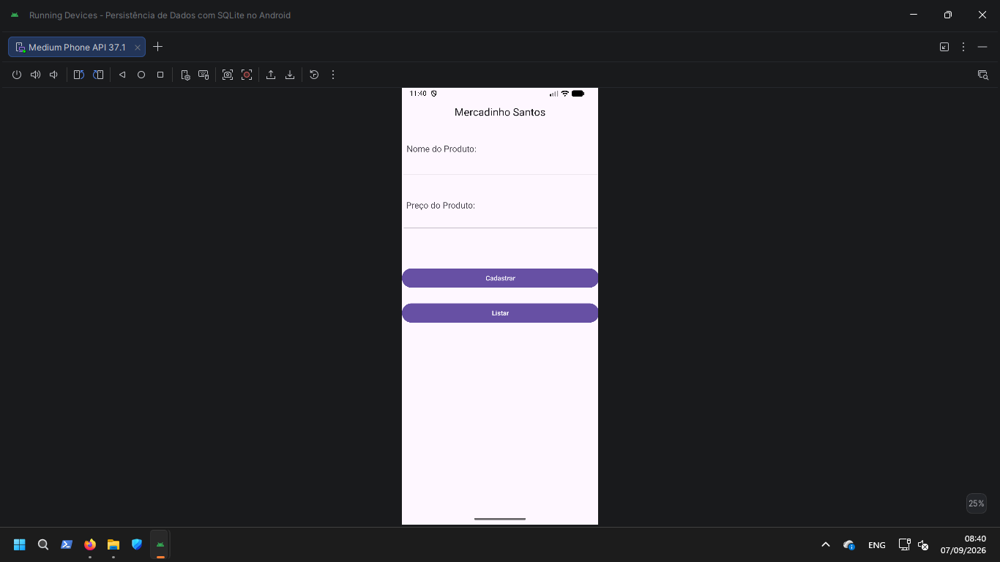 Running Devices - Persistência de Dados com SQLite no Android
Medium Phone API 37.1
11:40
Mercadinho Santos
Nome do Produto:
Preço do Produto:
Cadastrar
Listar
25%
ENG
08:40
07/09/2026